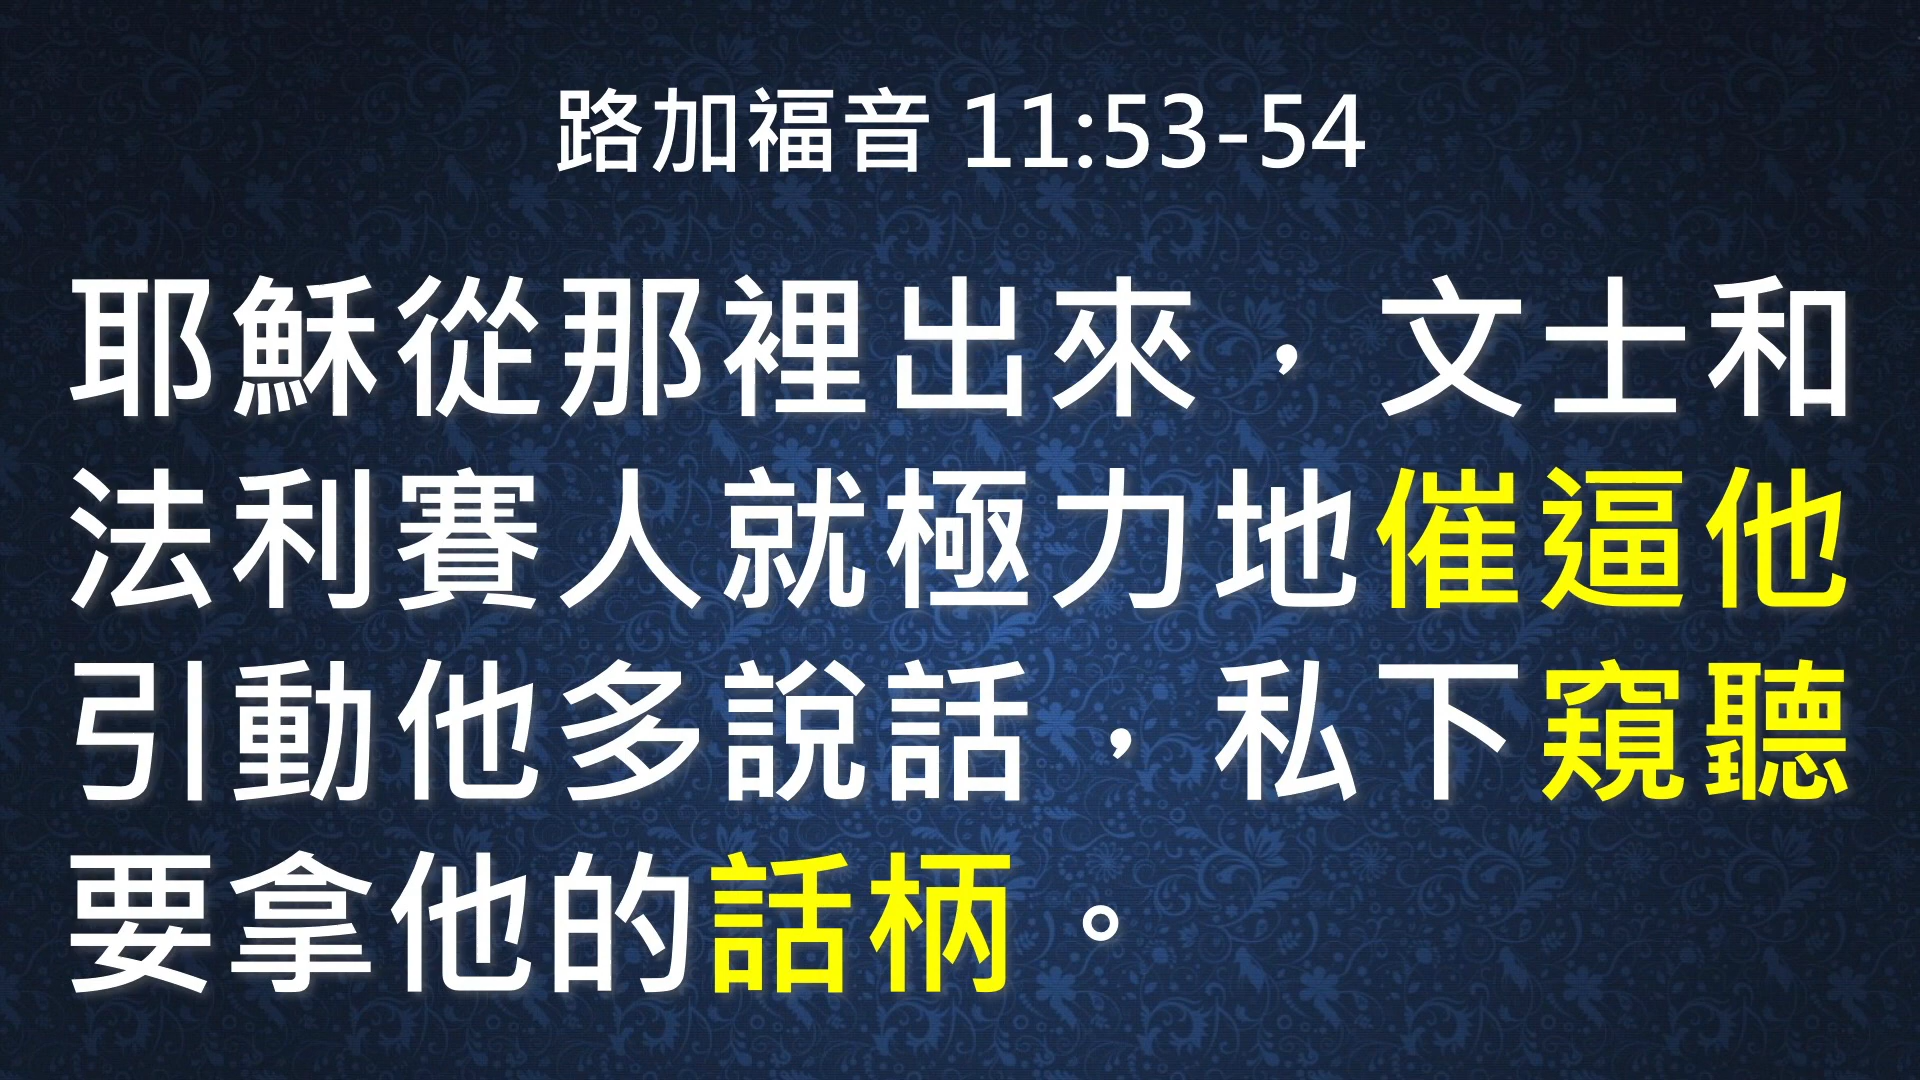 路加福音 11:53-54
耶穌從那裡出來，文士和
法利賽人就極力地催逼他
引動他多說話，私下窺聽
要拿他的話柄。